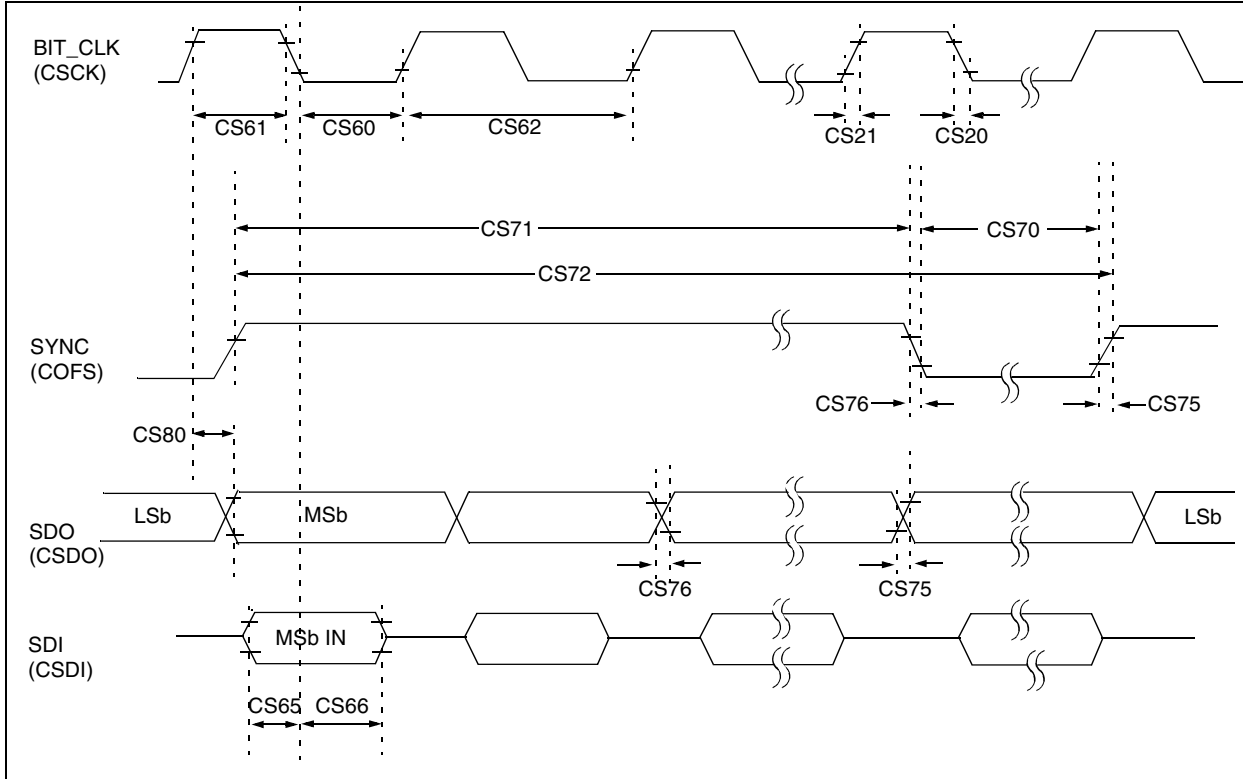 BIT_CLK
(CSCK)
CS61
CS60
CS62
CS21
CS20
CS71
CS70
CS72
SYNC
(COFS)
CS76
CS75
CS80
LSb
MSb
LSb
SDO
(CSDO)
CS76
CS75
MSb IN
SDI
(CSDI)
CS65
CS66